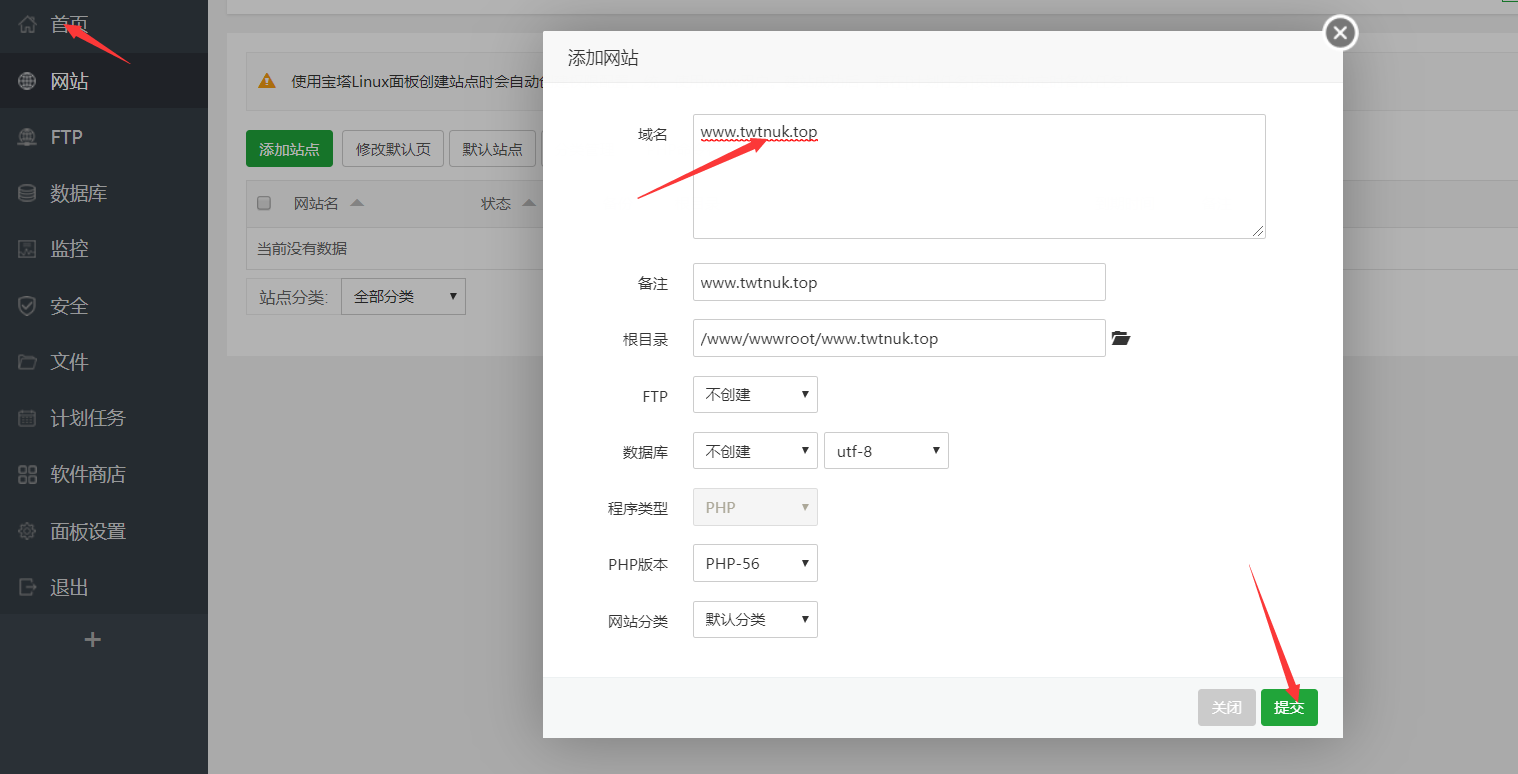 首页
网站
FTP
数据库
监控
安全
文件
计划任务
软件商店
面板设置
退出
使用宝塔Linux面板创建站点时会自动
添加站点 修改默认页 默认站点
网站名 状态
当前没有数据
站点分类: 全部分类
添加网站
域名 www.twtnuk.top
备注 www.twtnuk.top
根目录 /www/wwwroot/www.twtnuk.top
FTP 不创建
数据库 不创建 utf-8
程序类型 PHP
PHP版本 PHP-56
网站分类 默认分类
关闭 提交